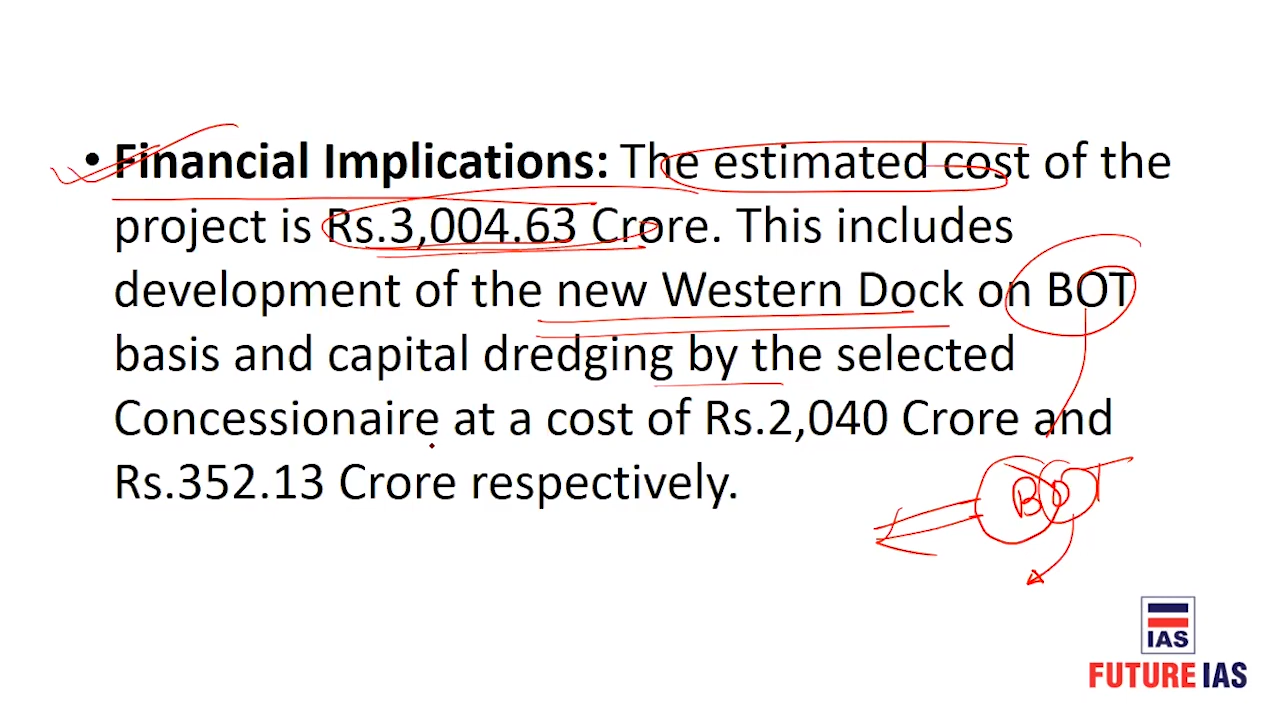 • Financial Implications: The estimated cost of the
project is Rs.3,004.63 Crore. This includes
development of the new Western Dock on BOT
basis and capital dredging by the selected
Concessionaire at a cost of Rs.2,040 Crore and
Rs.352.13 Crore respectively.
BOT
IAS
FUTURE IAS